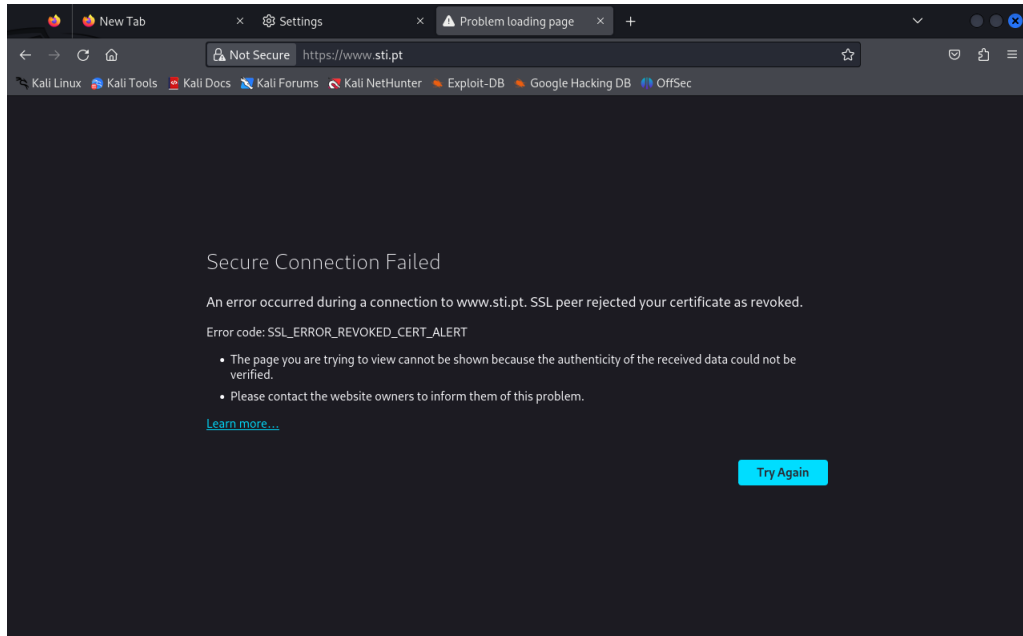 New Tab
Settings
Problem loading page
Not Secure https://www.sti.pt
Kali Linux Kali Tools Kali Docs Kali Forums Kali NetHunter Exploit-DB Google Hacking DB OffSec
Secure Connection Failed
An error occurred during a connection to www.sti.pt. SSL peer rejected your certificate as revoked.
Error code: SSL_ERROR_REVOKED_CERT_ALERT
• The page you are trying to view cannot be shown because the authenticity of the received data could not be
verified.
• Please contact the website owners to inform them of this problem.
Learn more…
Try Again